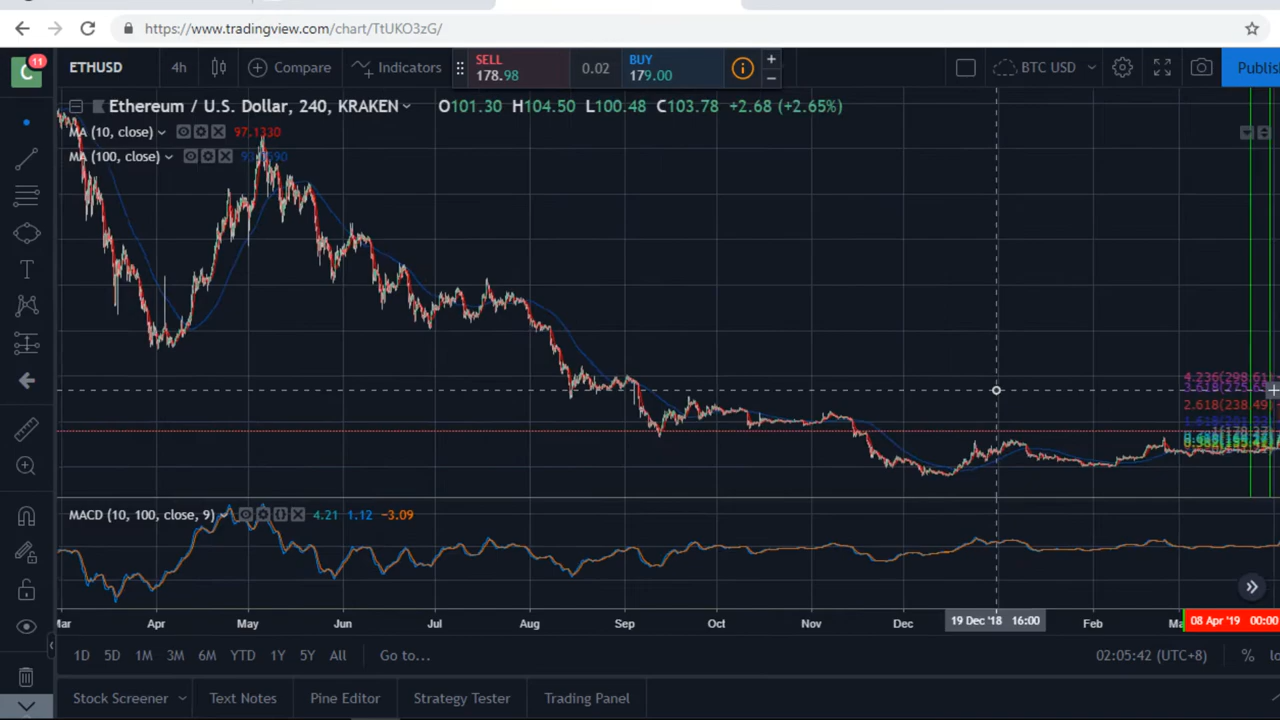 https://www.tradingview.com/chart/TtUKO3zG/
C 11 ETHUSD 4h Compare Indicators SELL 178.98 0.02 BUY 179.00 BTC USD Publis
Ethereum / U.S. Dollar, 240, KRAKEN O101.30 H104.50 L100.48 C103.78 +2.68 (+2.65%)
MA (10, close) 97.1330
MA (100, close)
2.618(238.49)
MACD (10, 100, close, 9) 4.21 1.12 −3.09
Mar Apr May Jun Jul Aug Sep Oct Nov Dec 19 Dec '18 16:00 Feb Ma 08 Apr '19 00:00
1D 5D 1M 3M 6M YTD 1Y 5Y All Go to... 02:05:42 (UTC+8) % lo
Stock Screener Text Notes Pine Editor Strategy Tester Trading Panel